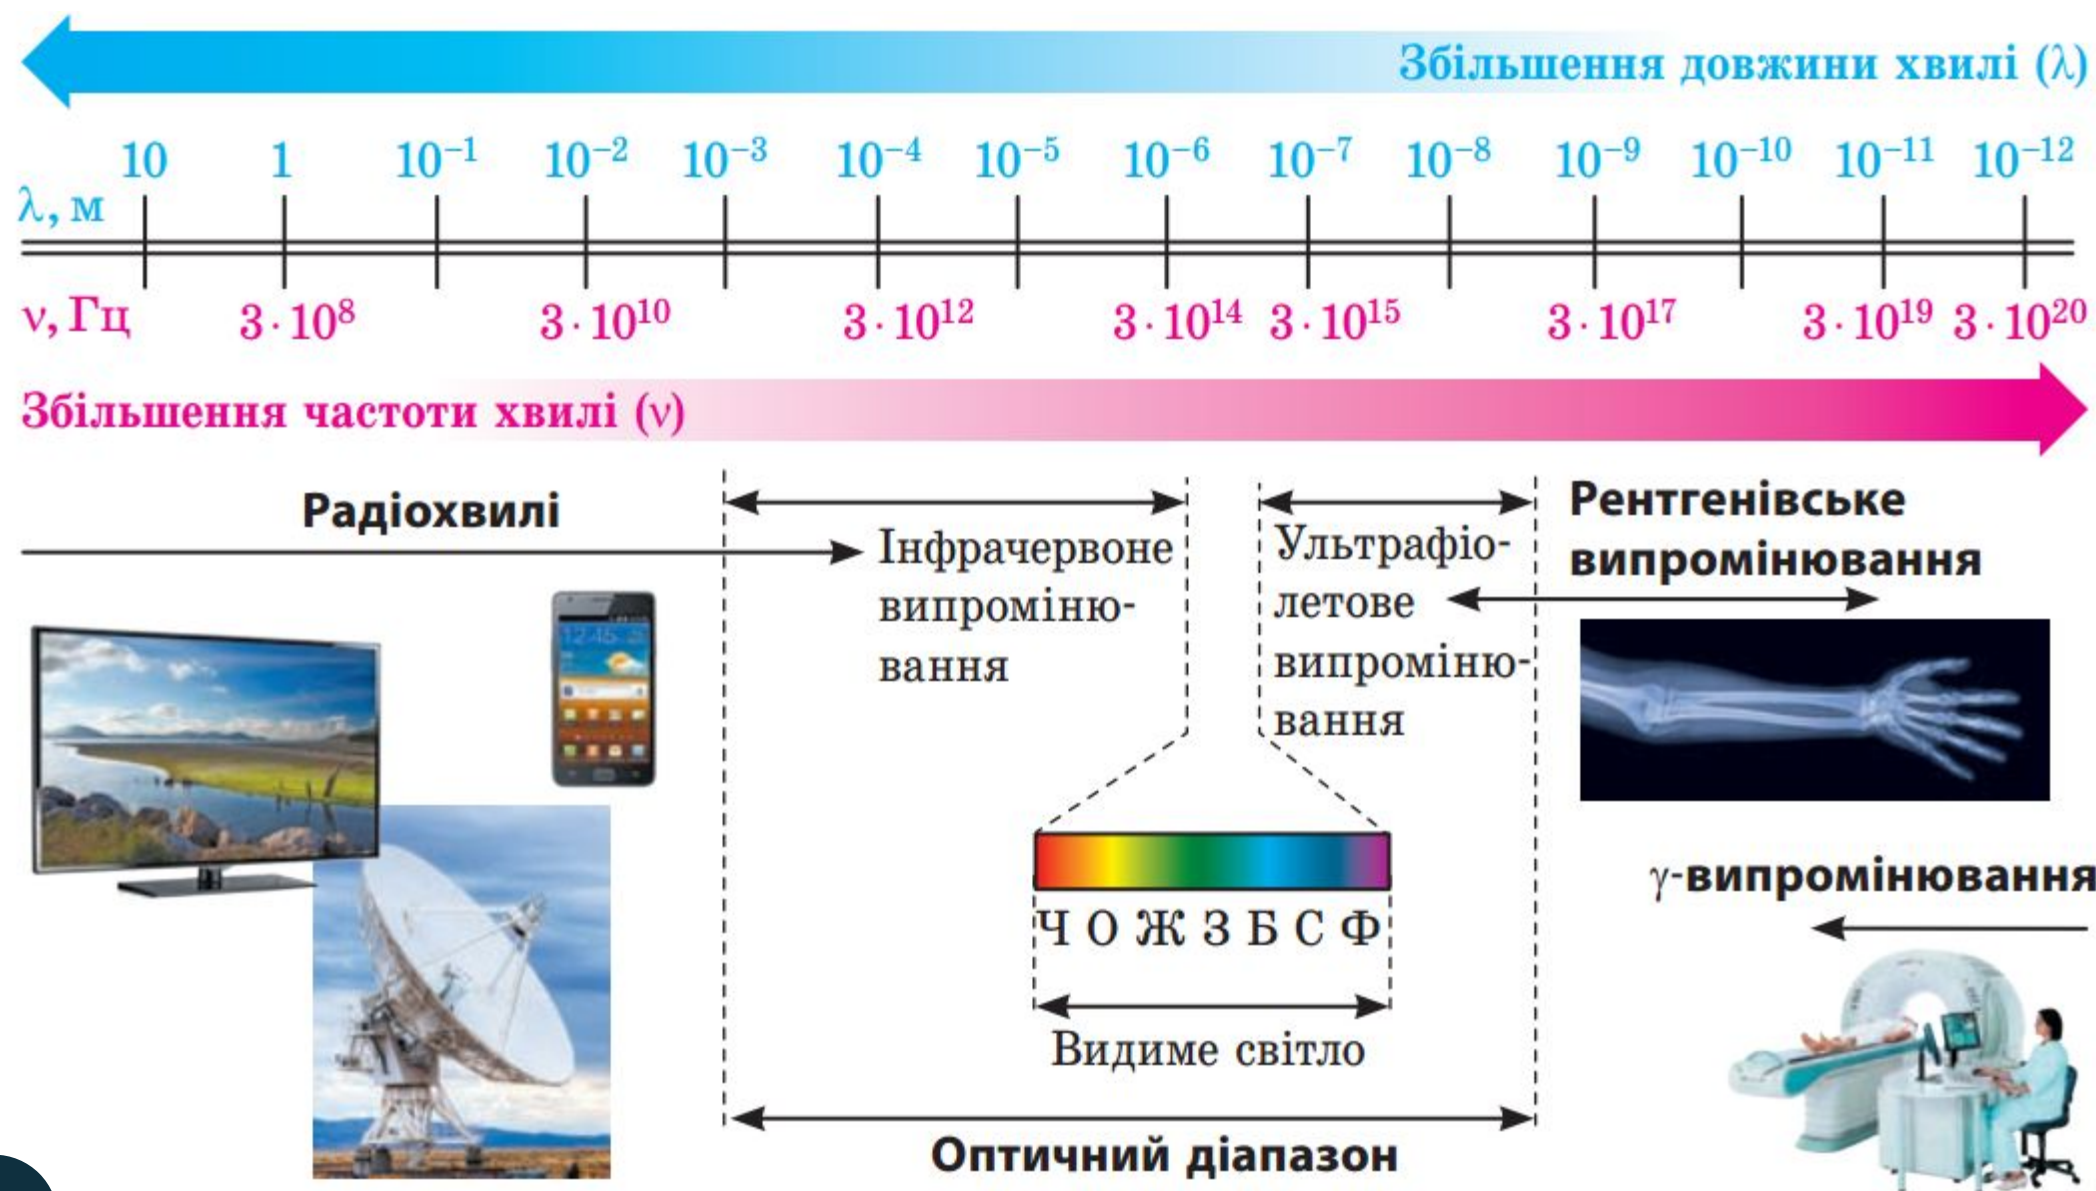 Збільшення довжини хвилі (λ)
10 1 10⁻¹ 10⁻² 10⁻³ 10⁻⁴ 10⁻⁵ 10⁻⁶ 10⁻⁷ 10⁻⁸ 10⁻⁹ 10⁻¹⁰ 10⁻¹¹ 10⁻¹²
λ, м
ν, Гц 3·10⁸ 3·10¹⁰ 3·10¹² 3·10¹⁴ 3·10¹⁵ 3·10¹⁷ 3·10¹⁹ 3·10²⁰
Збільшення частоти хвилі (ν)
Радіохвилі
Інфрачервоне
випроміню-
вання
Ультрафіо-
летове
випроміню-
вання
Рентгенівське
випромінювання
12:45
γ-випромінювання
Ч О Ж З Б С Ф
Видиме світло
Оптичний діапазон